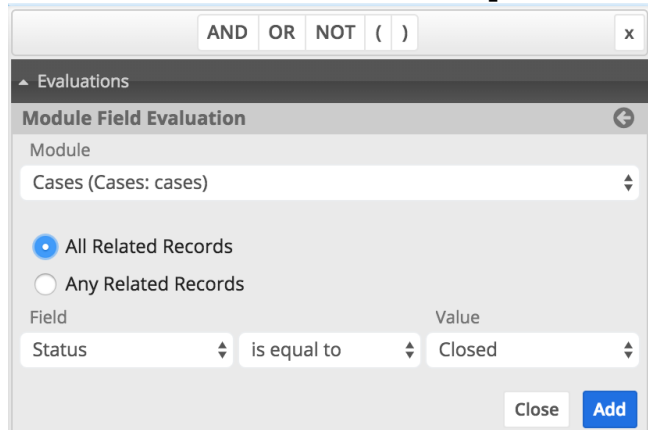 AND OR NOT ( ) x
Evaluations
Module Field Evaluation
Module
Cases (Cases: cases)
All Related Records
Any Related Records
Field Value
Status is equal to Closed
Close Add